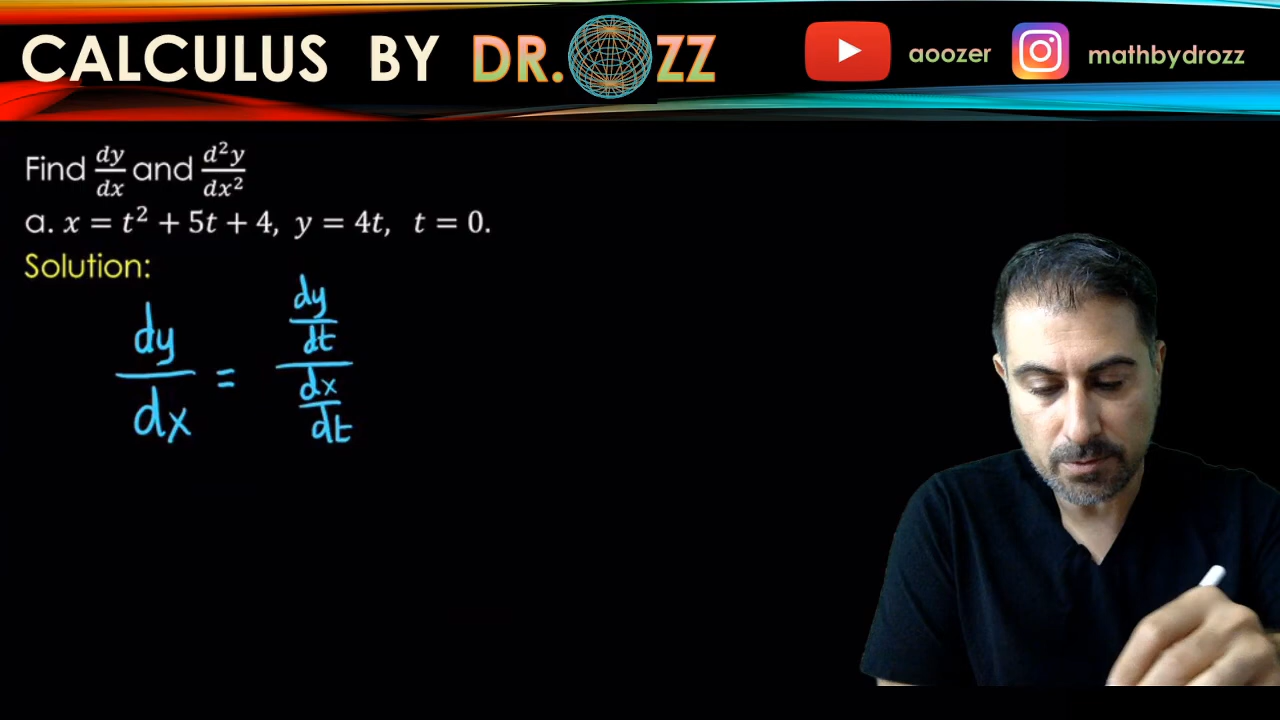 CALCULUS BY DR. OZZ
aoozer
mathbydrozz
Find dy/dx and d²y/dx²
a. x = t² + 5t + 4, y = 4t, t = 0.
Solution:
dy/dx = (dy/dt)/(dx/dt)